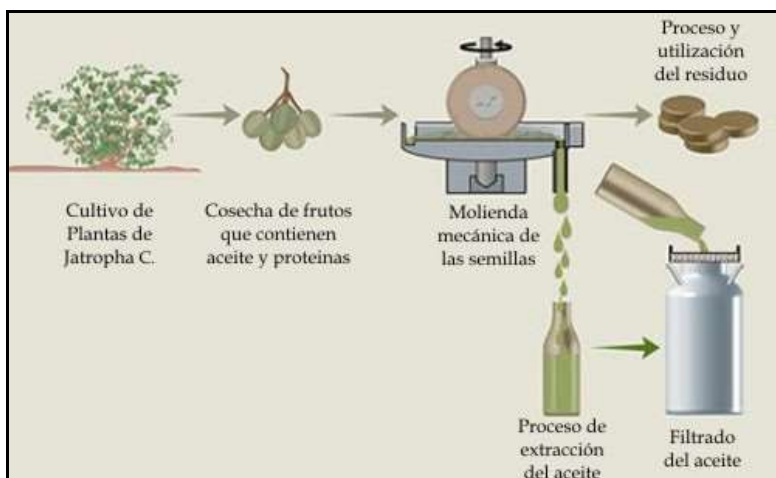 Cultivo de
Plantas de
Jatropha C.
Cosecha de frutos
que contienen
aceite y proteinas
Molienda
mecánica de
las semillas
Proceso y
utilización
del residuo
Proceso de
extracción
del aceite
Filtrado
del aceite